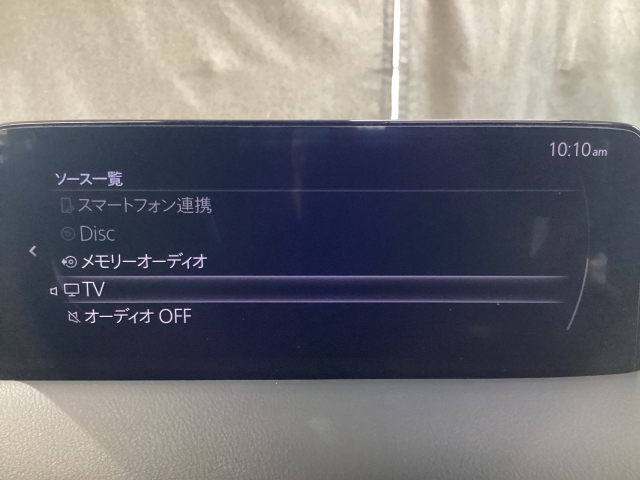 10:10am
ソース一覧
スマートフォン連携
Disc
メモリーオーディオ
TV
オーディオ OFF